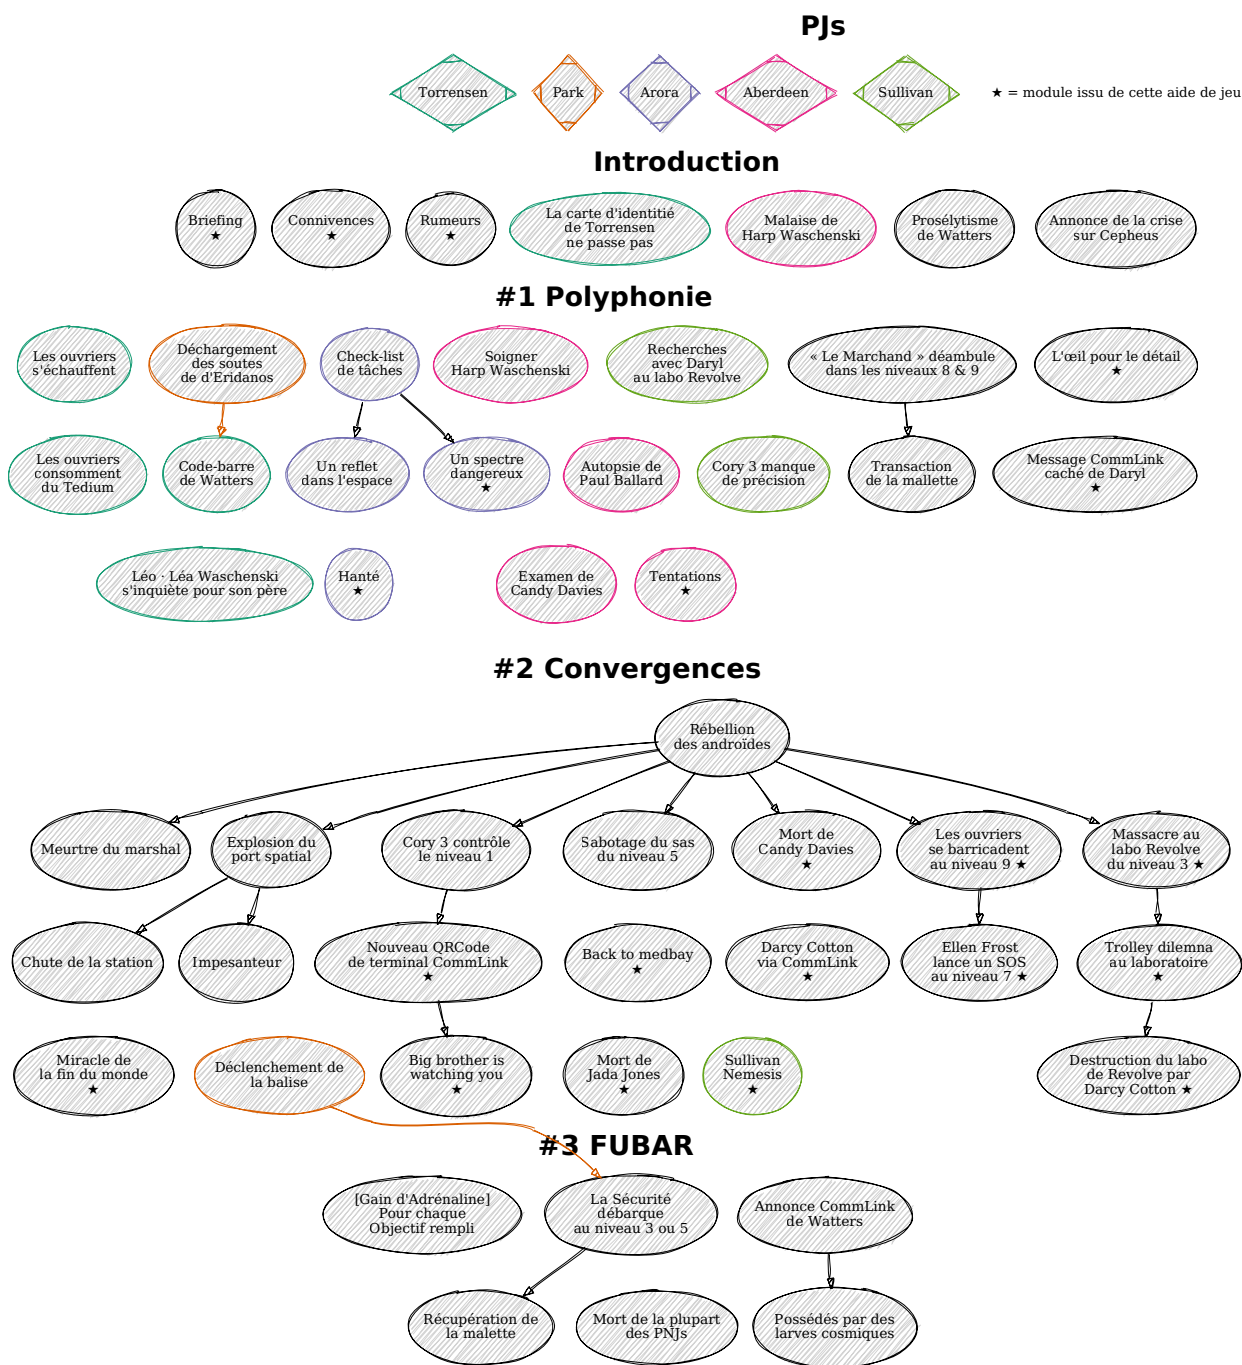 PJs
Torrensen
Park
Arora
Aberdeen
Sullivan
★ = module issu de cette aide de jeu
Introduction
Briefing
★
Connivences
★
Rumeurs
★
La carte d'identitié
de Torrensen
ne passe pas
Malaise de
Harp Waschenski
Prosélytisme
de Watters
Annonce de la crise
sur Cepheus
#1 Polyphonie
Les ouvriers
s'échauffent
Déchargement
des soutes
de d'Eridanos
Check-list
de tâches
Soigner
Harp Waschenski
Recherches
avec Daryl
au labo Revolve
« Le Marchand » déambule
dans les niveaux 8 & 9
L'œil pour le détail
★
Les ouvriers
consomment
du Tedium
Code-barre
de Watters
Un reflet
dans l'espace
Un spectre
dangereux
★
Autopsie de
Paul Ballard
Cory 3 manque
de précision
Transaction
de la mallette
Message CommLink
caché de Daryl
★
Léo · Léa Waschenski
s'inquiète pour son père
Hanté
★
Examen de
Candy Davies
Tentations
★
#2 Convergences
Rébellion
des androïdes
Meurtre du marshal
Explosion du
port spatial
Cory 3 contrôle
le niveau 1
Sabotage du sas
du niveau 5
Mort de
Candy Davies
★
Les ouvriers
se barricadent
au niveau 9 ★
Massacre au
labo Revolve
du niveau 3 ★
Chute de la station
Impesanteur
Nouveau QRCode
de terminal CommLink
★
Back to medbay
★
Darcy Cotton
via CommLink
★
Ellen Frost
lance un SOS
au niveau 7 ★
Trolley dilemna
au laboratoire
★
Miracle de
la fin du monde
★
Déclenchement de
la balise
Big brother is
watching you
★
Mort de
Jada Jones
★
Sullivan
Nemesis
★
Destruction du labo
de Revolve par
Darcy Cotton ★
#3 FUBAR
[Gain d'Adrénaline]
Pour chaque
Objectif rempli
La Sécurité
débarque
au niveau 3 ou 5
Annonce CommLink
de Watters
Récupération de
la malette
Mort de la plupart
des PNJs
Possédés par des
larves cosmiques